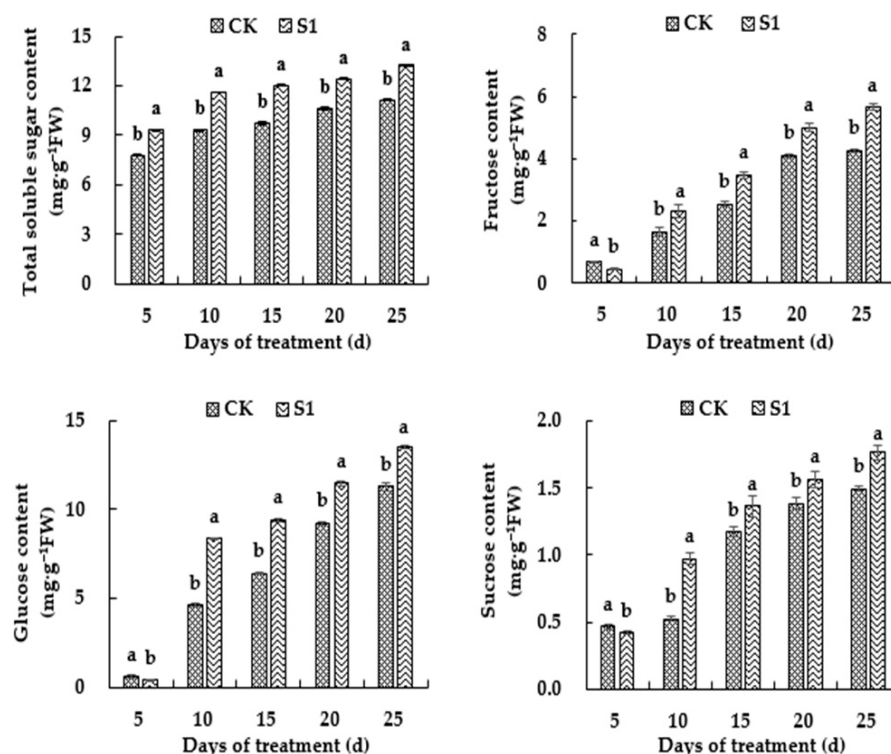 CK S1
Total soluble sugar content
(mg·g⁻¹FW)
15
12
9
6
3
0
b a b a b a b a b a
5 10 15 20 25
Days of treatment (d)
CK S1
Fructose content
(mg·g⁻¹FW)
8
6
4
2
0
a b b a b a b a b a
5 10 15 20 25
Days of treatment (d)
CK S1
Glucose content
(mg·g⁻¹FW)
15
10
5
0
a b b a b a b a b a
5 10 15 20 25
Days of treatment (d)
CK S1
Sucrose content
(mg·g⁻¹FW)
2.0
1.5
1.0
0.5
0.0
a b b a b a b a b a
5 10 15 20 25
Days of treatment (d)